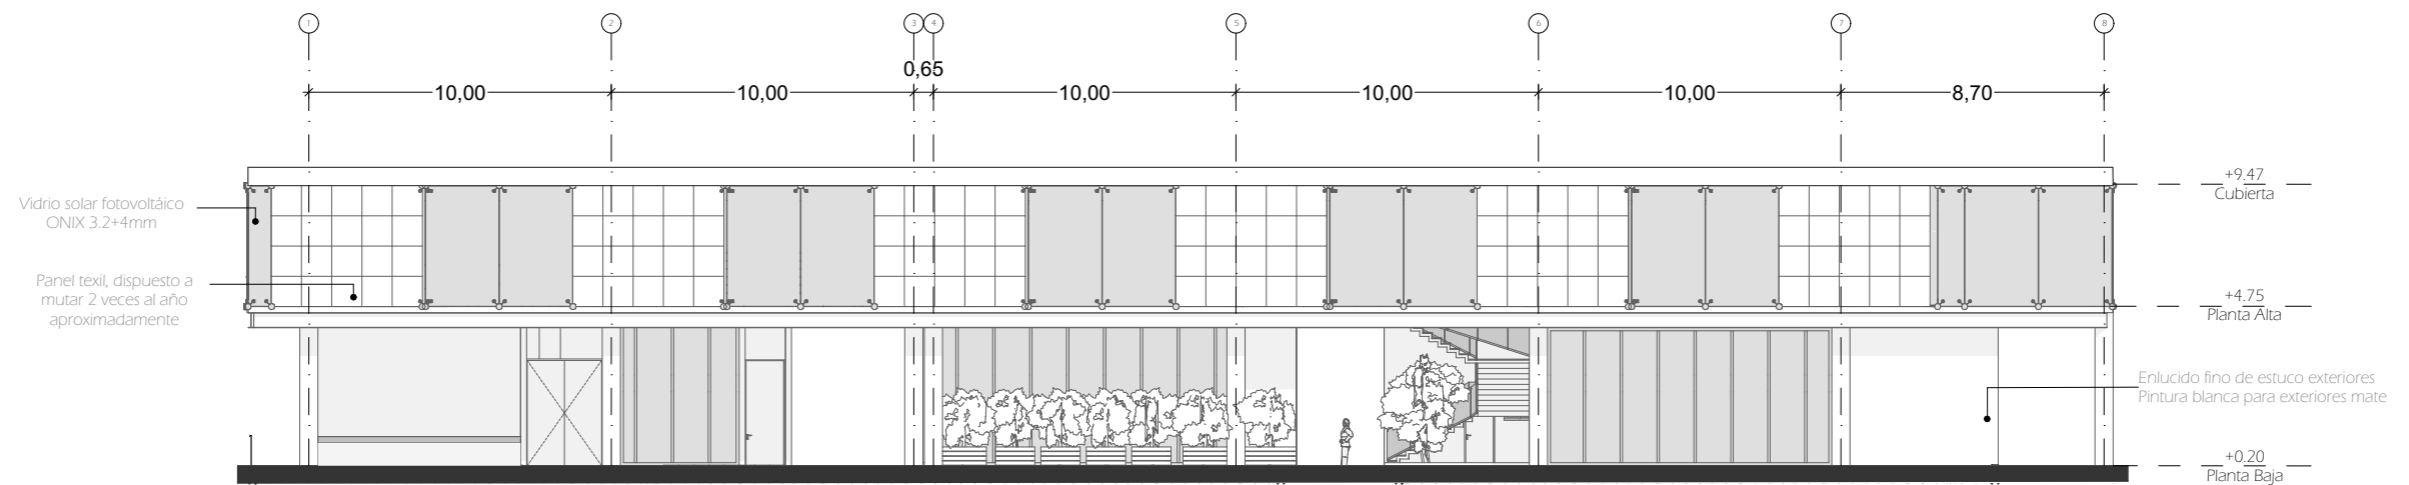 1 2 3 4 5 6 7 8
0,65
10,00 10,00 10,00 10,00 10,00 8,70
Vidrio solar fotovoltáico
ONIX 3.2+4mm
Panel texil, dispuesto a
mutar 2 veces al año
aproximadamente
+9.47
Cubierta
+4.75
Planta Alta
Enlucido fino de estuco exteriores
Pintura blanca para exteriores mate
+0.20
Planta Baja